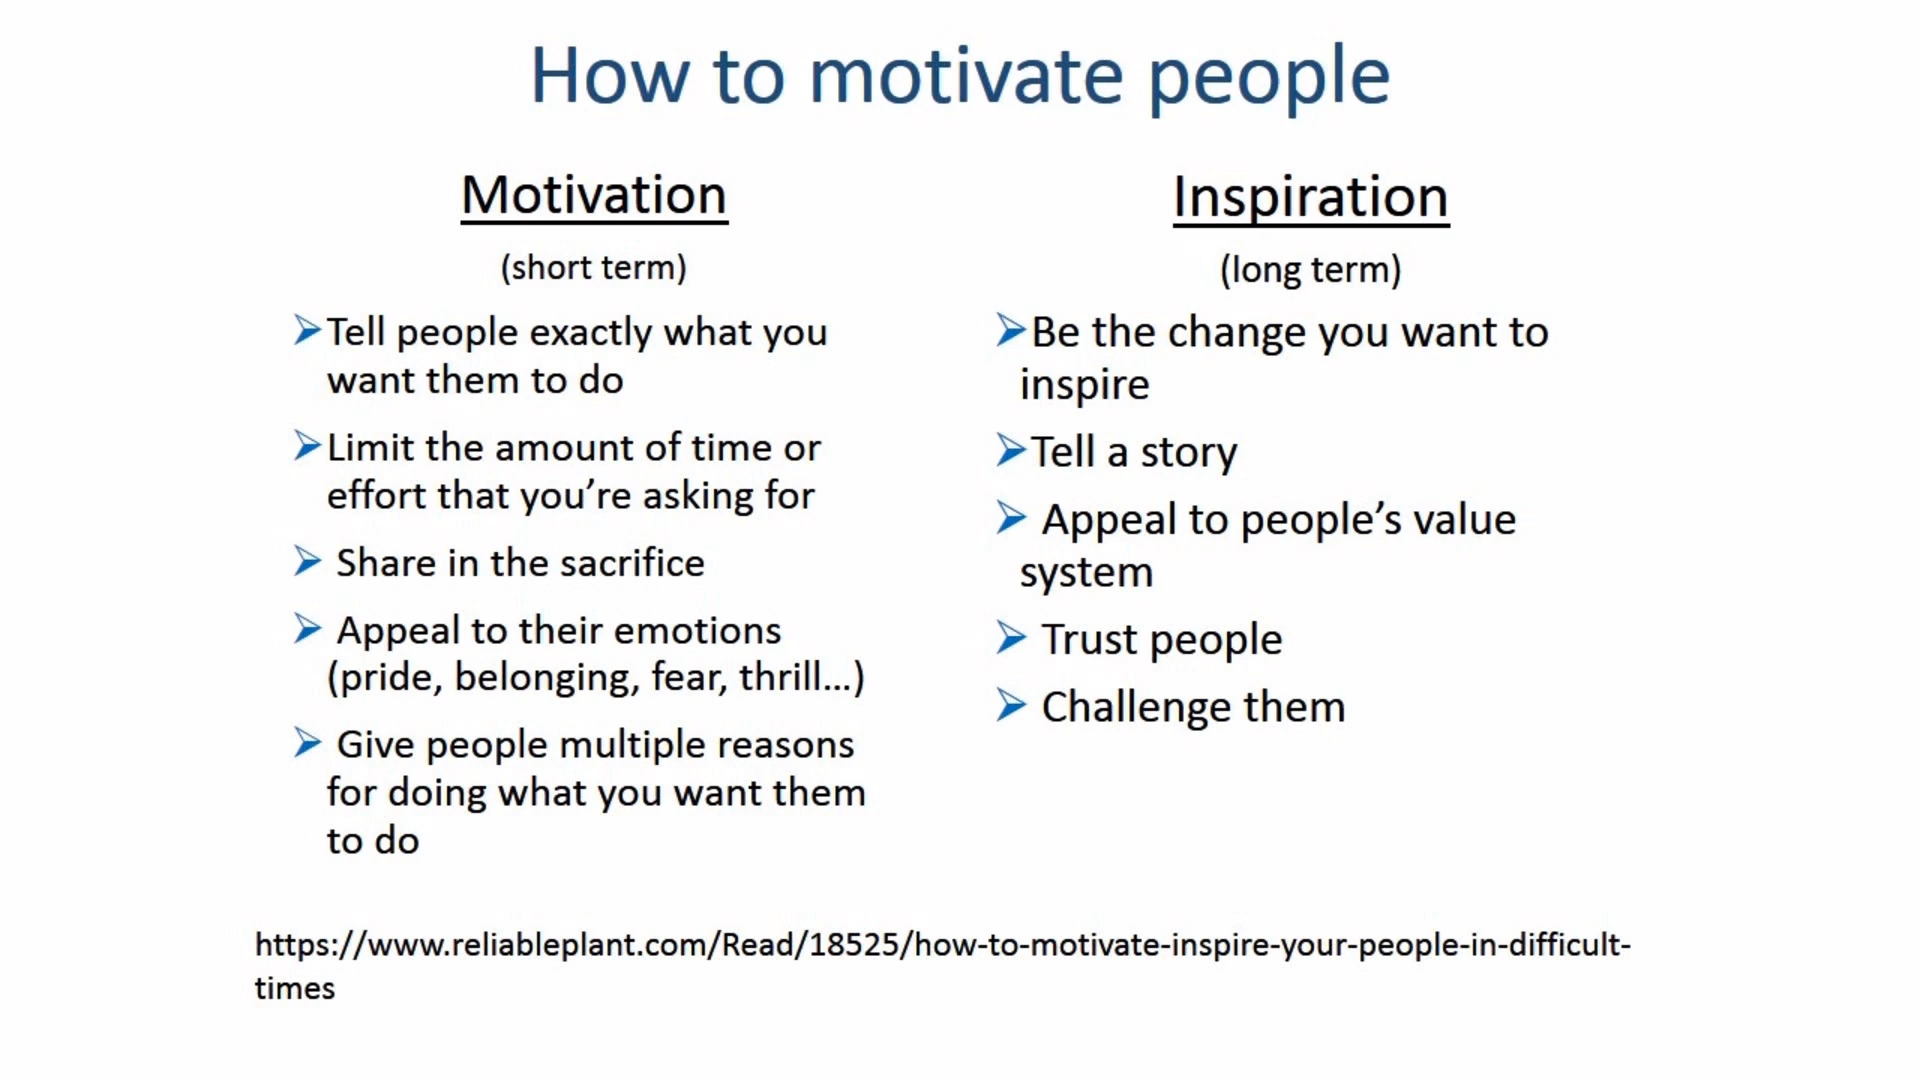 How to motivate people
Motivation
(short term)
➢Tell people exactly what you
want them to do
➢Limit the amount of time or
effort that you’re asking for
➢ Share in the sacrifice
➢ Appeal to their emotions
(pride, belonging, fear, thrill...)
➢ Give people multiple reasons
for doing what you want them
to do
Inspiration
(long term)
➢Be the change you want to
inspire
➢Tell a story
➢ Appeal to people’s value
system
➢ Trust people
➢ Challenge them
https://www.reliableplant.com/Read/18525/how-to-motivate-inspire-your-people-in-difficult-
times